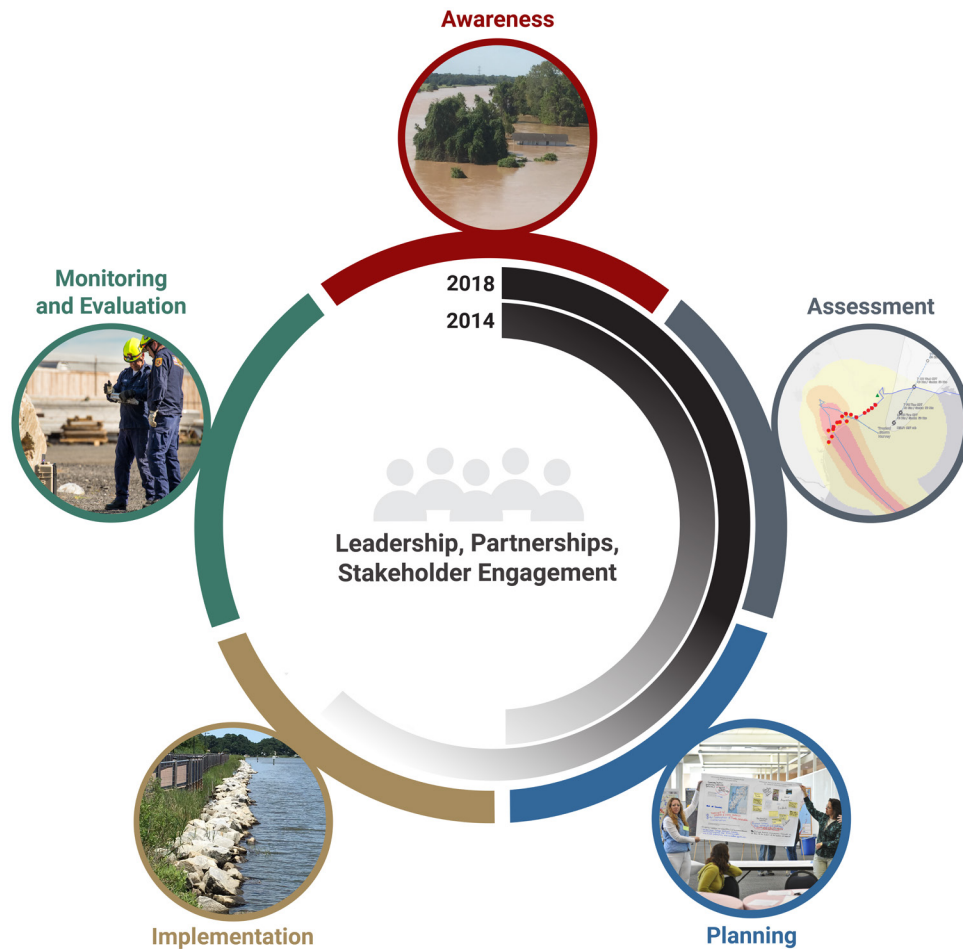 Awareness
Monitoring
and Evaluation
2018
2014
Assessment
Leadership, Partnerships,
Stakeholder Engagement
Implementation
Planning